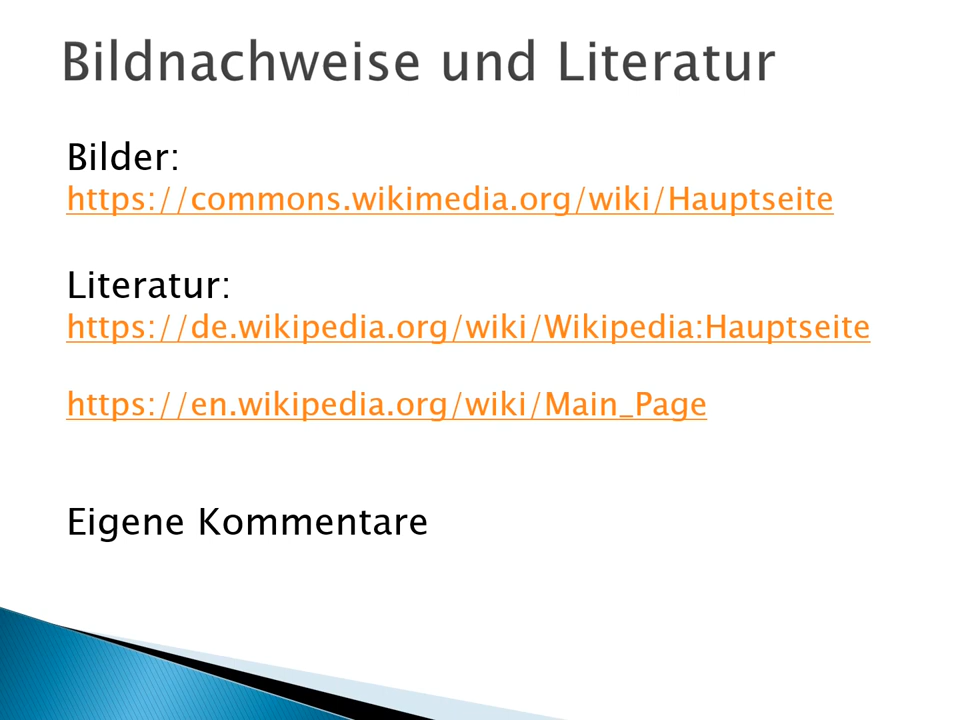 Bildnachweise und Literatur
Bilder:
https://commons.wikimedia.org/wiki/Hauptseite
Literatur:
https://de.wikipedia.org/wiki/Wikipedia:Hauptseite
https://en.wikipedia.org/wiki/Main_Page
Eigene Kommentare